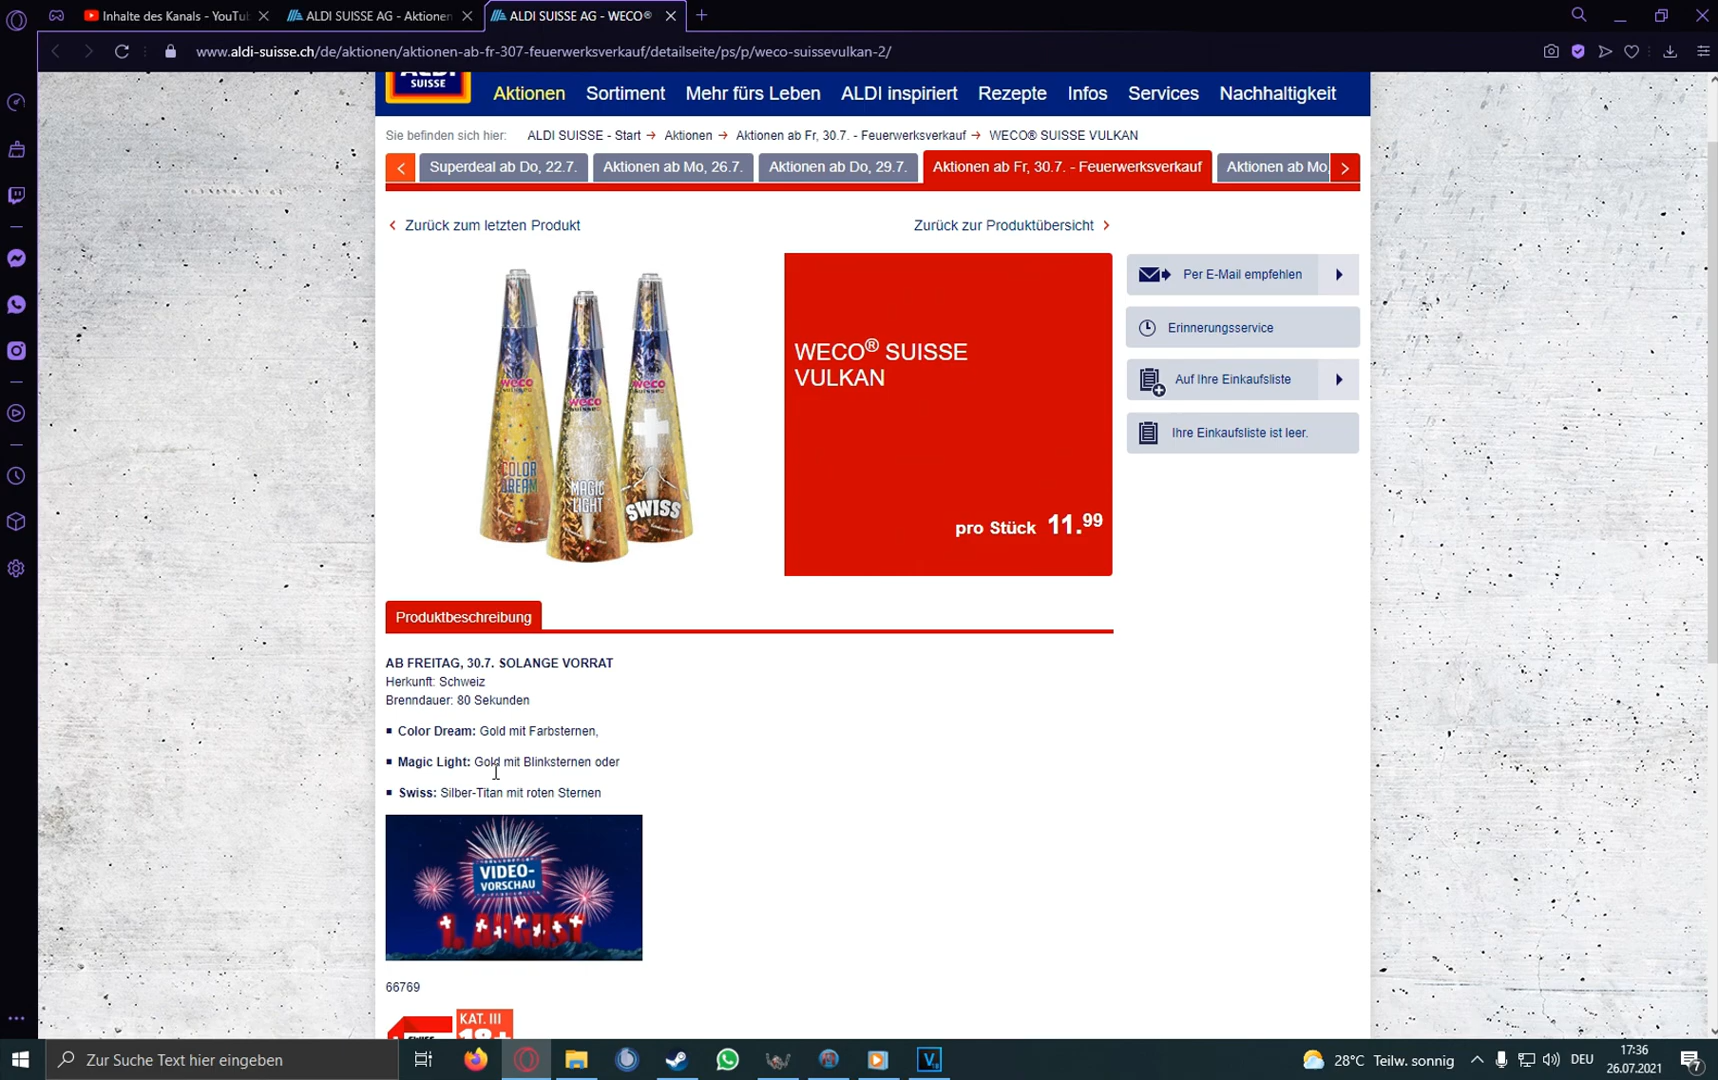 Inhalte des Kanals - YouTu
ALDI SUISSE AG - Aktionen
ALDI SUISSE AG - WECO®
www.aldi-suisse.ch/de/aktionen/aktionen-ab-fr-307-feuerwerksverkauf/detailseite/ps/p/weco-suissevulkan-2/
ALDI
SUISSE
Aktionen Sortiment Mehr fürs Leben ALDI inspiriert Rezepte Infos Services Nachhaltigkeit
Sie befinden sich hier: ALDI SUISSE - Start Aktionen Aktionen ab Fr, 30.7. - Feuerwerksverkauf WECO® SUISSE VULKAN
Superdeal ab Do, 22.7. Aktionen ab Mo, 26.7. Aktionen ab Do, 29.7. Aktionen ab Fr, 30.7. - Feuerwerksverkauf Aktionen ab Mo,
Zurück zum letzten Produkt
Zurück zur Produktübersicht
weco
weco
weco
COLOR
DREAM
MAGIC
LIGHT
SWISS
WECO® SUISSE
VULKAN
pro Stück 11.99
Per E-Mail empfehlen
Erinnerungsservice
Auf Ihre Einkaufsliste
Ihre Einkaufsliste ist leer.
Produktbeschreibung
AB FREITAG, 30.7. SOLANGE VORRAT
Herkunft: Schweiz
Brenndauer: 80 Sekunden
Color Dream: Gold mit Farbsternen,
Magic Light: Gold mit Blinksternen oder
Swiss: Silber-Titan mit roten Sternen
VIDEO-
VORSCHAU
1. AUGUST
66769
KAT. III
18+
Zur Suche Text hier eingeben
28°C Teilw. sonnig
DEU
17:36
26.07.2021
7